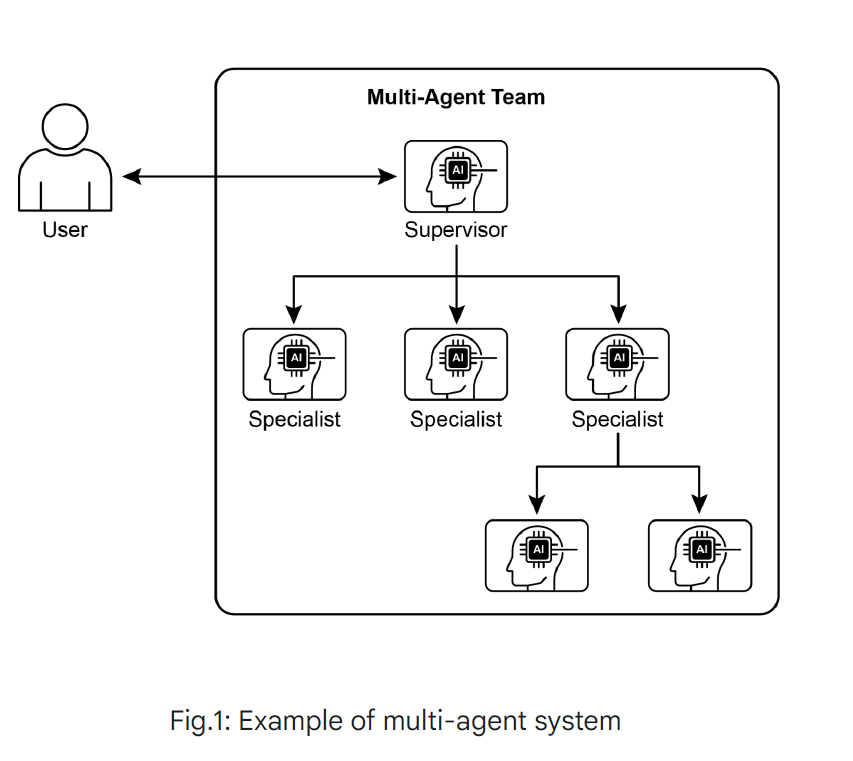 Multi-Agent Team
AI
User
Supervisor
AI
AI
AI
Specialist
Specialist
Specialist
AI
AI
Fig.1: Example of multi-agent system